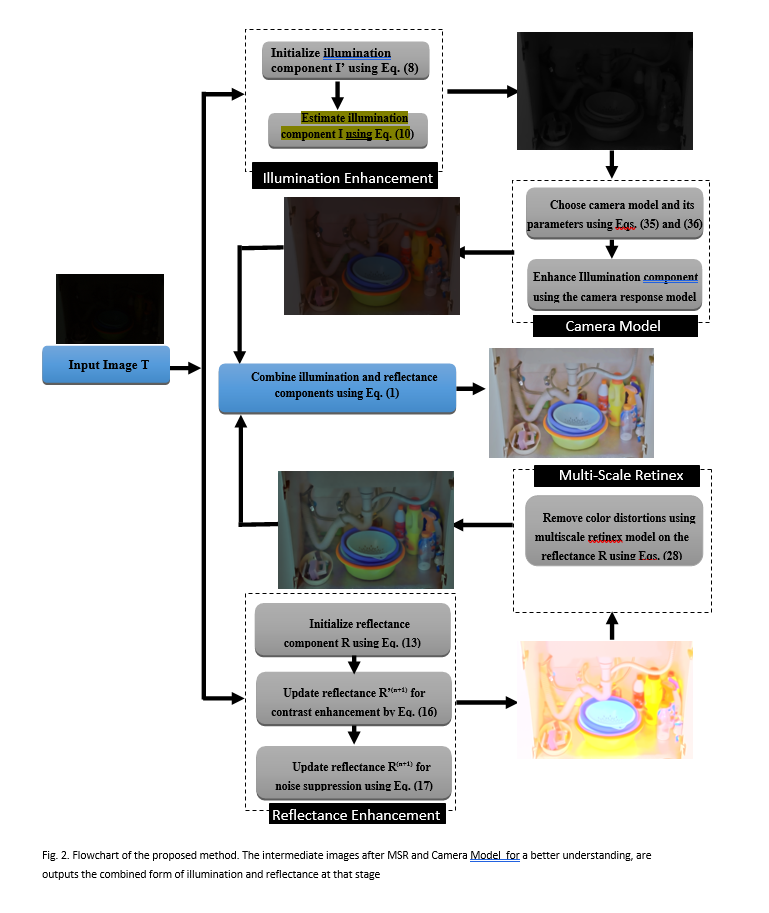 Initialize illumination
component I’ using Eq. (8)
Estimate illumination
component I using Eq. (10)
Illumination Enhancement
Choose camera model and its
parameters using Eqs. (35) and (36)
Enhance Illumination component
using the camera response model
Camera Model
Input Image T
Combine illumination and reflectance
components using Eq. (1)
Multi-Scale Retinex
Remove color distortions using
multiscale retinex model on the
reflectance R using Eqs. (28)
Initialize reflectance
component R using Eq. (13)
Update reflectance R’⁽ⁿ⁺¹⁾ for
contrast enhancement by Eq. (16)
Update reflectance R⁽ⁿ⁺¹⁾ for
noise suppression using Eq. (17)
Reflectance Enhancement
Fig. 2. Flowchart of the proposed method. The intermediate images after MSR and Camera Model  for a better understanding, are
outputs the combined form of illumination and reflectance at that stage